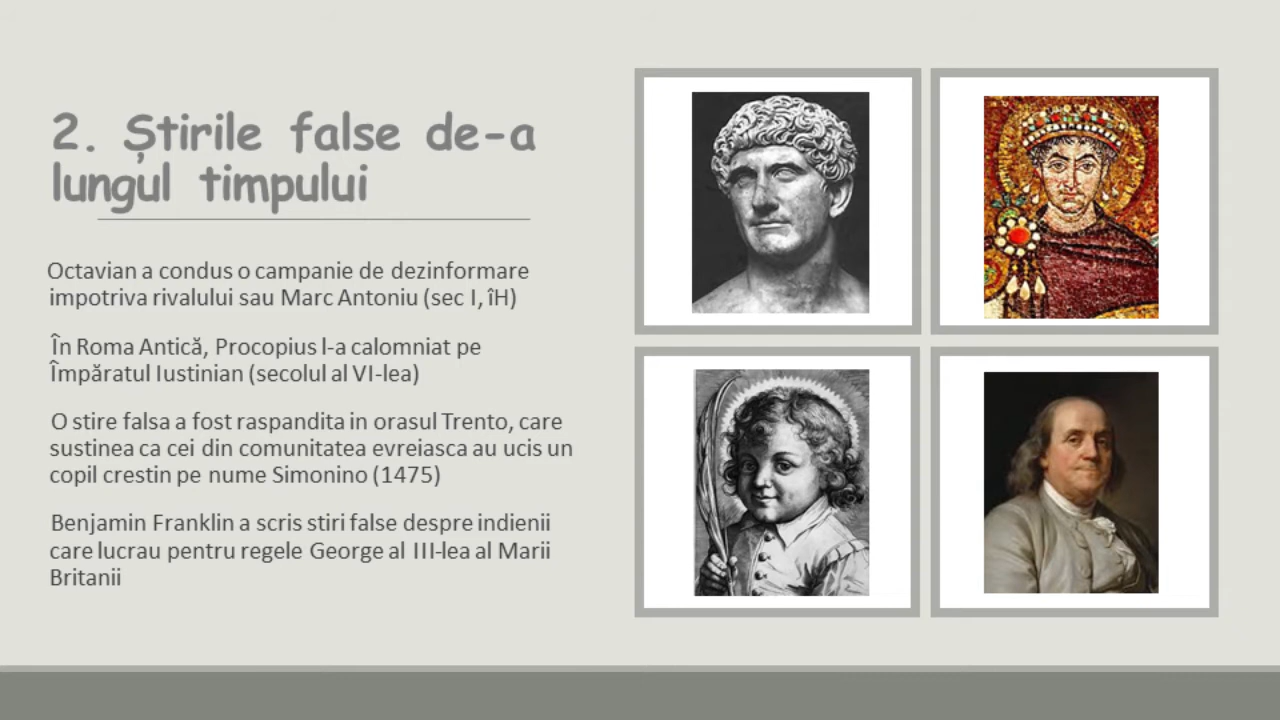 2. Știrile false de-a
lungul timpului
Octavian a condus o campanie de dezinformare
impotriva rivalului sau Marc Antoniu (sec I, îH)
În Roma Antică, Procopius l-a calomniat pe
Împăratul Iustinian (secolul al VI-lea)
O stire falsa a fost raspandita in orasul Trento, care
sustinea ca cei din comunitatea evreiasca au ucis un
copil crestin pe nume Simonino (1475)
Benjamin Franklin a scris stiri false despre indienii
care lucrau pentru regele George al III-lea al Marii
Britanii